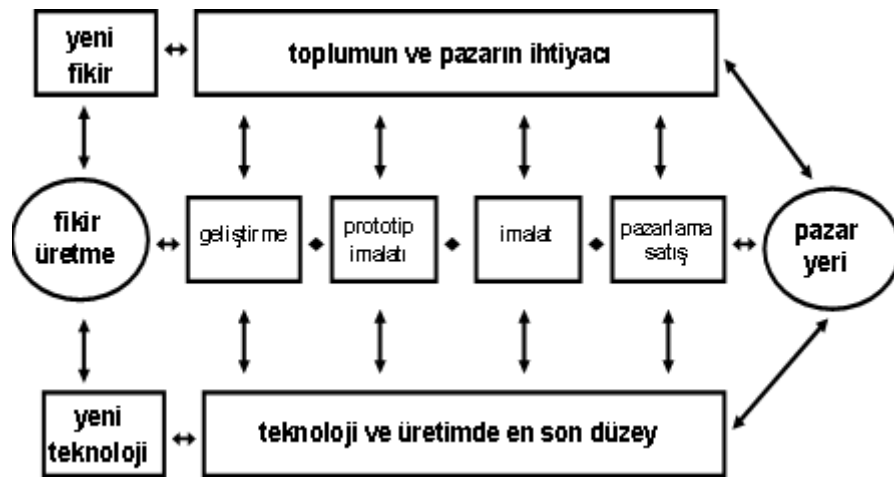 yeni
fikir
toplumun ve pazarın ihtiyacı
fikir
üretme
geliştirme
prototip
imalatı
imalat
pazarlama
satış
pazar
yeri
yeni
teknoloji
teknoloji ve üretimde en son düzey